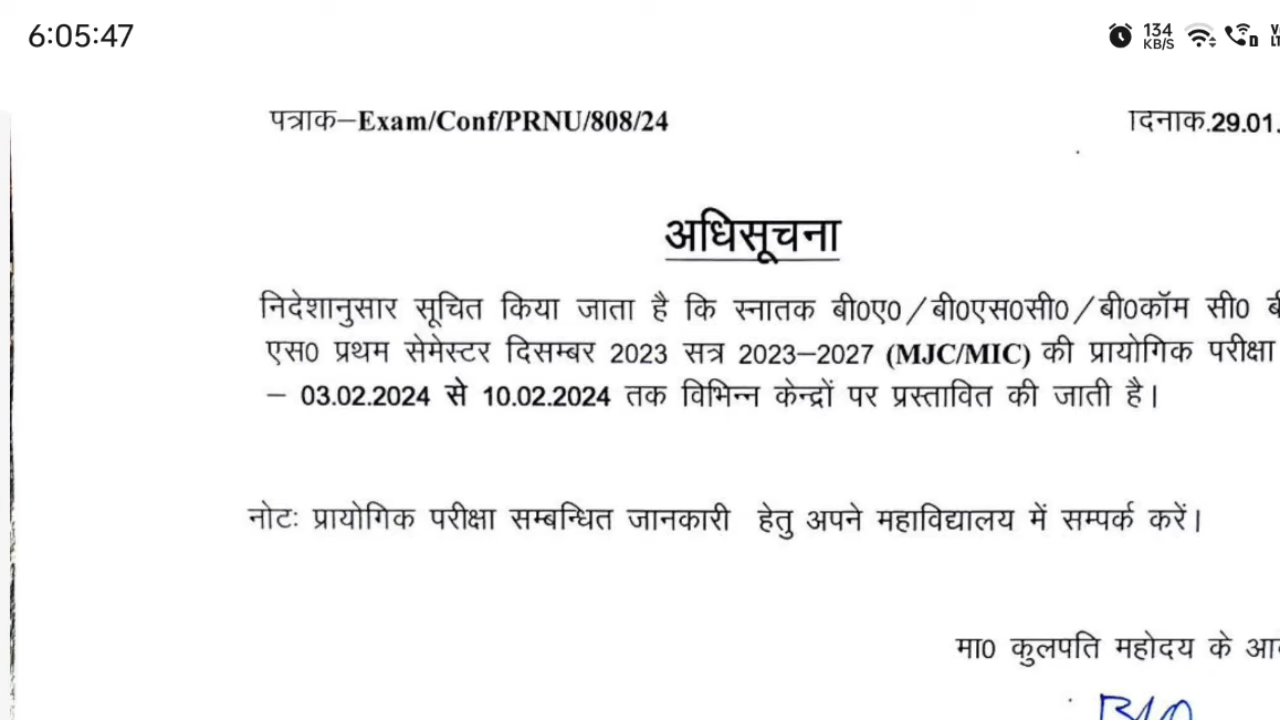 6:05:47
134 KB/S
पत्रांक–Exam/Conf/PRNU/808/24 दिनांक.29.01.
अधिसूचना
निदेशानुसार सूचित किया जाता है कि स्नातक बी0ए0/बी0एस0सी0/बी0कॉम सी0
एस0 प्रथम सेमेस्टर दिसम्बर 2023 सत्र 2023–2027 (MJC/MIC) की प्रायोगिक परीक्षा
– 03.02.2024 से 10.02.2024 तक विभिन्न केन्द्रों पर प्रस्तावित की जाती है।
नोटः प्रायोगिक परीक्षा सम्बन्धित जानकारी हेतु अपने महाविद्यालय में सम्पर्क करें।
मा0 कुलपति महोदय के